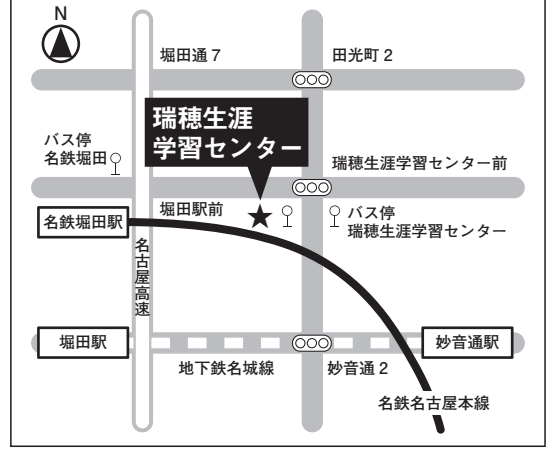 N
堀田通7
田光町2
瑞穂生涯
学習センター
バス停
名鉄堀田
瑞穂生涯学習センター前
名鉄堀田駅
堀田駅前
バス停
瑞穂生涯学習センター
名古屋高速
堀田駅
妙音通駅
地下鉄名城線
妙音通2
名鉄名古屋本線